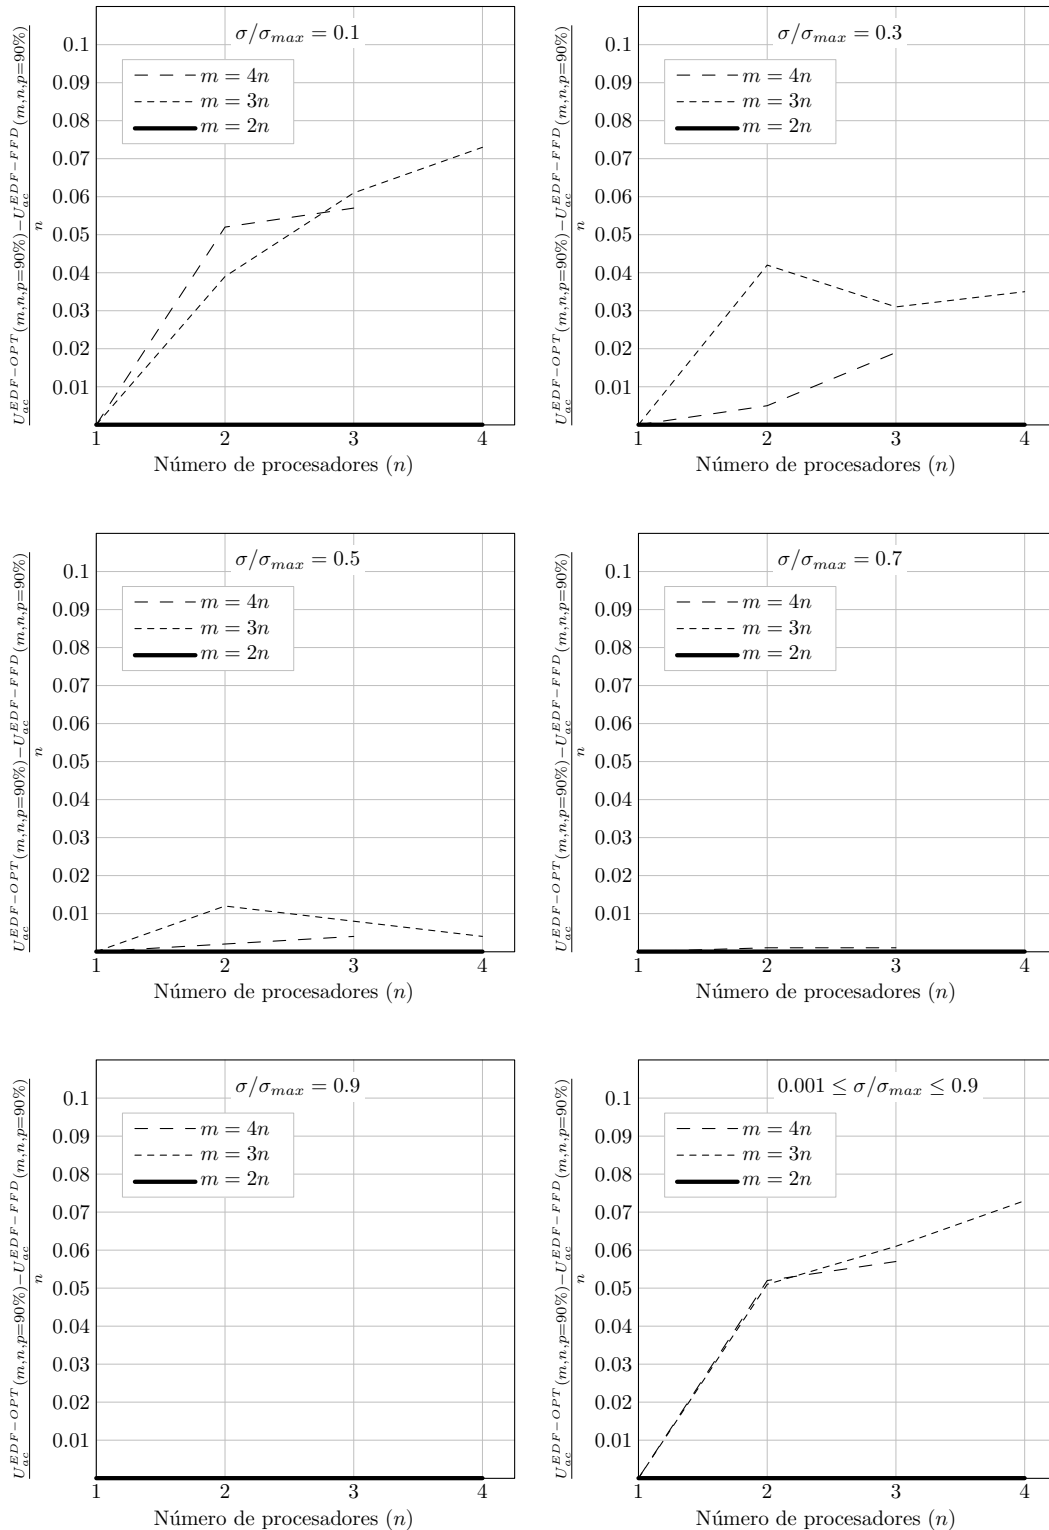 σ/σ_max = 0.1
0.1
0.09
0.08
0.07
0.06
0.05
0.04
0.03
0.02
0.01
m = 4n
m = 3n
m = 2n
1 2 3 4
Número de procesadores (n)
U_ac^{EDF-OPT}(m,n,p=90%)−U_ac^{EDF-FFD}(m,n,p=90%)
n
σ/σ_max = 0.3
0.1
0.09
0.08
0.07
0.06
0.05
0.04
0.03
0.02
0.01
m = 4n
m = 3n
m = 2n
1 2 3 4
Número de procesadores (n)
U_ac^{EDF-OPT}(m,n,p=90%)−U_ac^{EDF-FFD}(m,n,p=90%)
n
σ/σ_max = 0.5
0.1
0.09
0.08
0.07
0.06
0.05
0.04
0.03
0.02
0.01
m = 4n
m = 3n
m = 2n
1 2 3 4
Número de procesadores (n)
U_ac^{EDF-OPT}(m,n,p=90%)−U_ac^{EDF-FFD}(m,n,p=90%)
n
σ/σ_max = 0.7
0.1
0.09
0.08
0.07
0.06
0.05
0.04
0.03
0.02
0.01
m = 4n
m = 3n
m = 2n
1 2 3 4
Número de procesadores (n)
U_ac^{EDF-OPT}(m,n,p=90%)−U_ac^{EDF-FFD}(m,n,p=90%)
n
σ/σ_max = 0.9
0.1
0.09
0.08
0.07
0.06
0.05
0.04
0.03
0.02
0.01
m = 4n
m = 3n
m = 2n
1 2 3 4
Número de procesadores (n)
U_ac^{EDF-OPT}(m,n,p=90%)−U_ac^{EDF-FFD}(m,n,p=90%)
n
0.001 ≤ σ/σ_max ≤ 0.9
0.1
0.09
0.08
0.07
0.06
0.05
0.04
0.03
0.02
0.01
m = 4n
m = 3n
m = 2n
1 2 3 4
Número de procesadores (n)
U_ac^{EDF-OPT}(m,n,p=90%)−U_ac^{EDF-FFD}(m,n,p=90%)
n